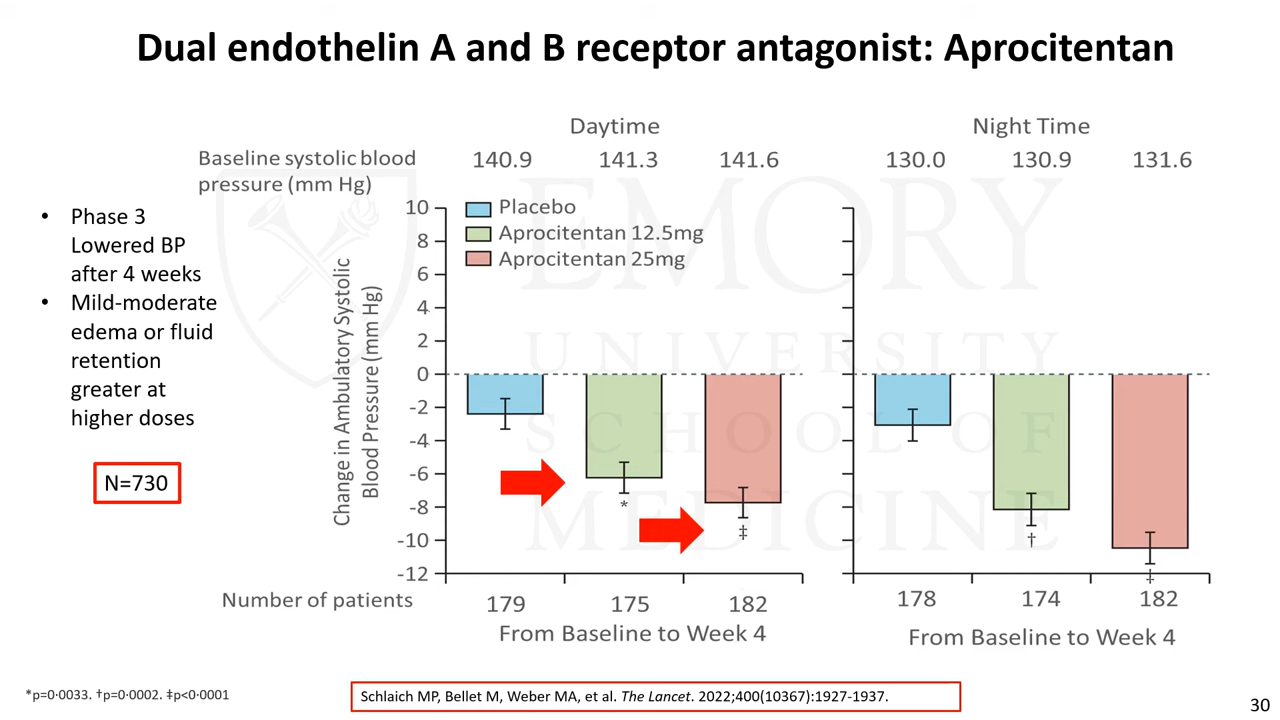 Dual endothelin A and B receptor antagonist: Aprocitentan
Daytime
Night Time
Baseline systolic blood
pressure (mm Hg)
140.9 141.3 141.6
130.0 130.9 131.6
• Phase 3
Lowered BP
after 4 weeks
• Mild-moderate
edema or fluid
retention
greater at
higher doses
N=730
Change in Ambulatory Systolic
Blood Pressure (mm Hg)
10
8
6
4
2
0
-2
-4
-6
-8
-10
-12
Placebo
Aprocitentan 12.5mg
Aprocitentan 25mg
*
‡
†
‡
EMORY
UNIVERSITY
SCHOOL OF
MEDICINE
Number of patients
179 175 182
178 174 182
From Baseline to Week 4
From Baseline to Week 4
*p=0·0033. †p=0·0002. ‡p<0·0001
Schlaich MP, Bellet M, Weber MA, et al. The Lancet. 2022;400(10367):1927-1937.
30